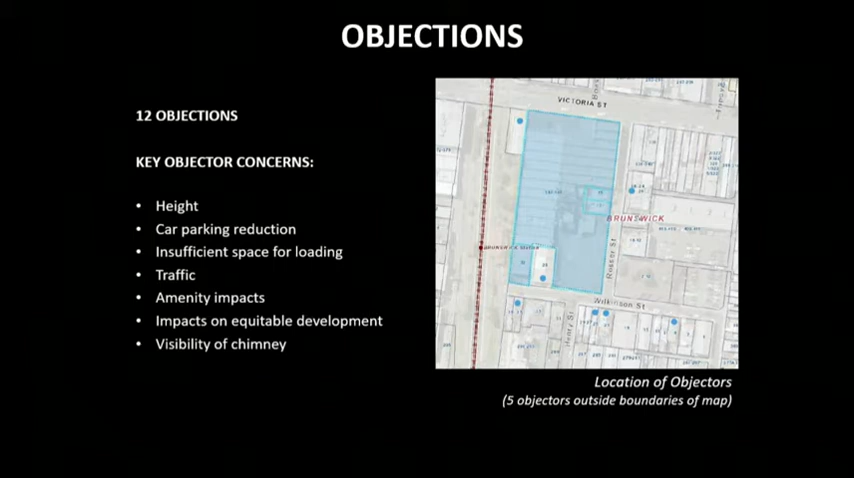 OBJECTIONS
12 OBJECTIONS
KEY OBJECTOR CONCERNS:
• Height
• Car parking reduction
• Insufficient space for loading
• Traffic
• Amenity impacts
• Impacts on equitable development
• Visibility of chimney
VICTORIA ST
BRUNSWICK
Wilkinson St
Henry St
Location of Objectors
(5 objectors outside boundaries of map)